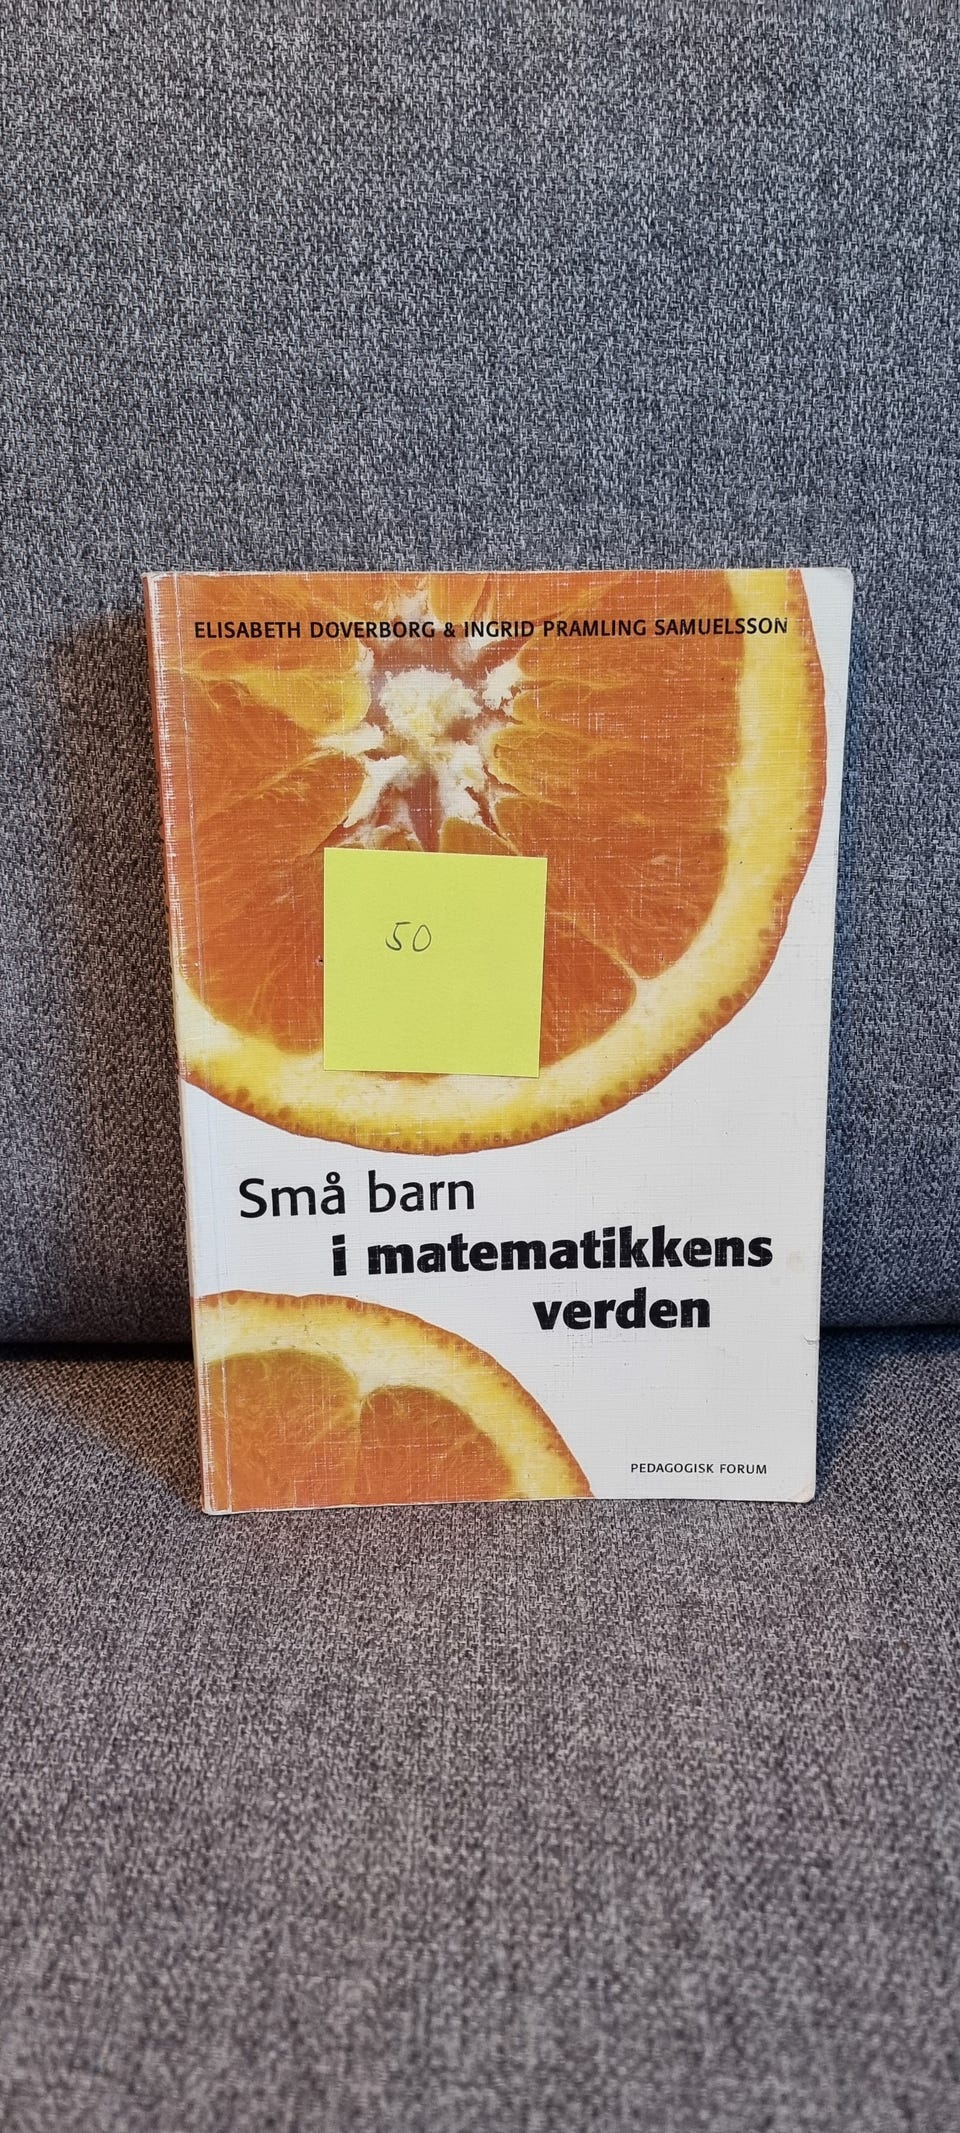 ELISABETH DOVERBORG & INGRID PRAMLING SAMUELSSON
50
Små barn
i matematikkens
verden
PEDAGOGISK FORUM